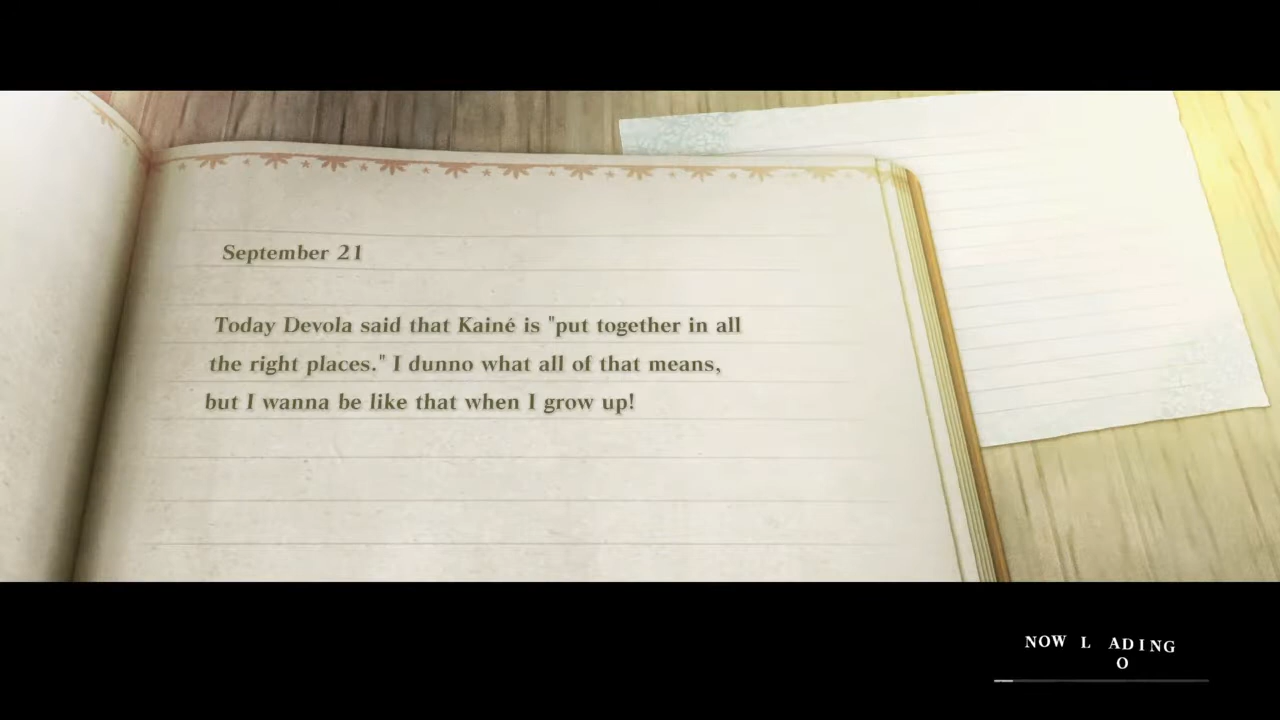 September 21
Today Devola said that Kainé is "put together in all
the right places." I dunno what all of that means,
but I wanna be like that when I grow up!
NOW LOADING